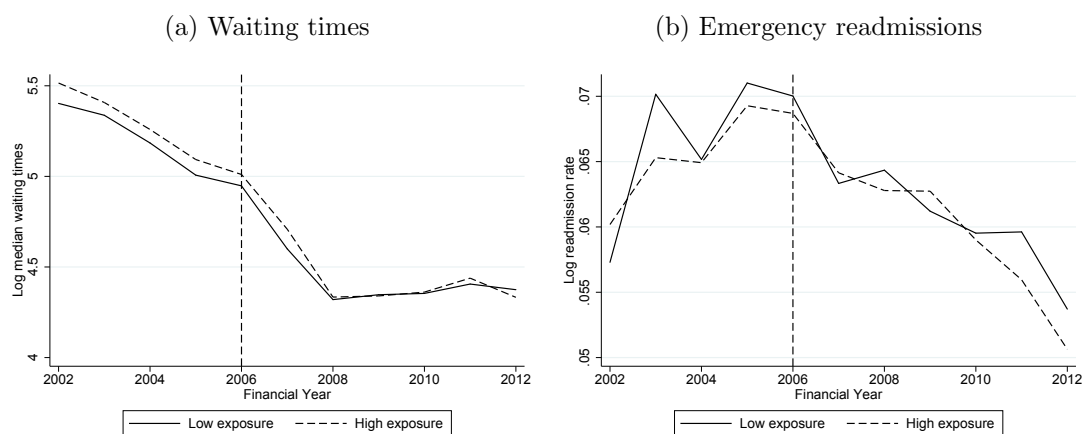 (a) Waiting times
Log median waiting times
5.5
5
4.5
4
2002 2004 2006 2008 2010 2012
Financial Year
Low exposure High exposure
(b) Emergency readmissions
Log readmission rate
.07
.065
.06
.055
.05
2002 2004 2006 2008 2010 2012
Financial Year
Low exposure High exposure